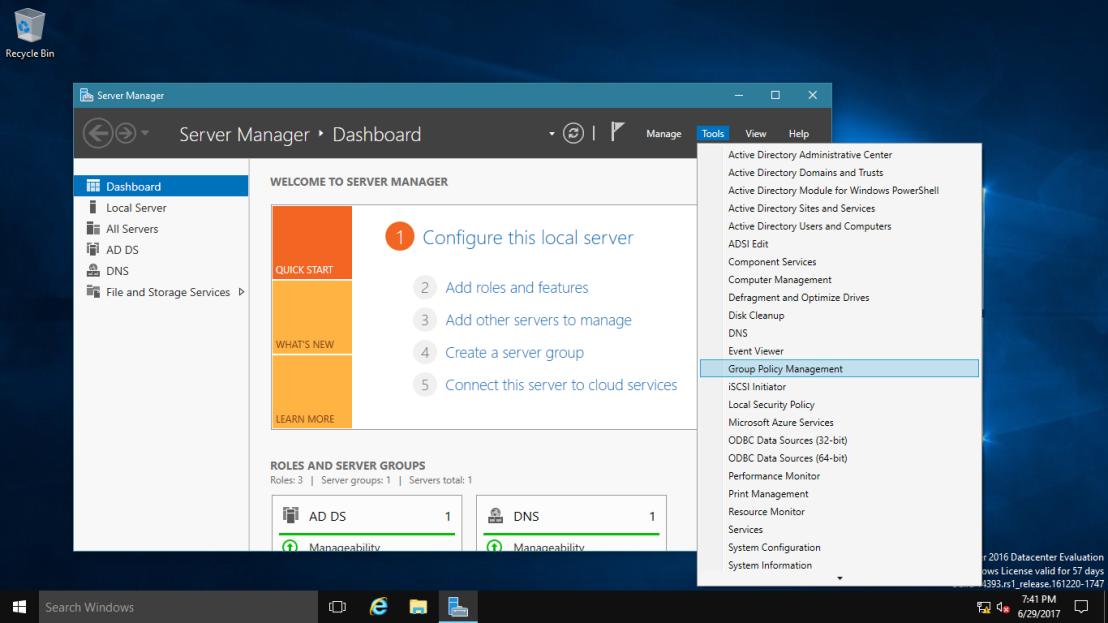 Recycle Bin
Server Manager
Server Manager ‣ Dashboard
Manage Tools View Help
Dashboard
Local Server
All Servers
AD DS
DNS
File and Storage Services
WELCOME TO SERVER MANAGER
QUICK START
WHAT'S NEW
LEARN MORE
1 Configure this local server
2 Add roles and features
3 Add other servers to manage
4 Create a server group
5 Connect this server to cloud services
ROLES AND SERVER GROUPS
Roles: 3 | Server groups: 1 | Servers total: 1
AD DS 1
Manageability
DNS 1
Manageability
Active Directory Administrative Center
Active Directory Domains and Trusts
Active Directory Module for Windows PowerShell
Active Directory Sites and Services
Active Directory Users and Computers
ADSI Edit
Component Services
Computer Management
Defragment and Optimize Drives
Disk Cleanup
DNS
Event Viewer
Group Policy Management
iSCSI Initiator
Local Security Policy
Microsoft Azure Services
ODBC Data Sources (32-bit)
ODBC Data Sources (64-bit)
Performance Monitor
Print Management
Resource Monitor
Services
System Configuration
System Information
2016 Datacenter Evaluation
License valid for 57 days
14393.rs1_release.161220-1747
Search Windows
7:41 PM
6/29/2017